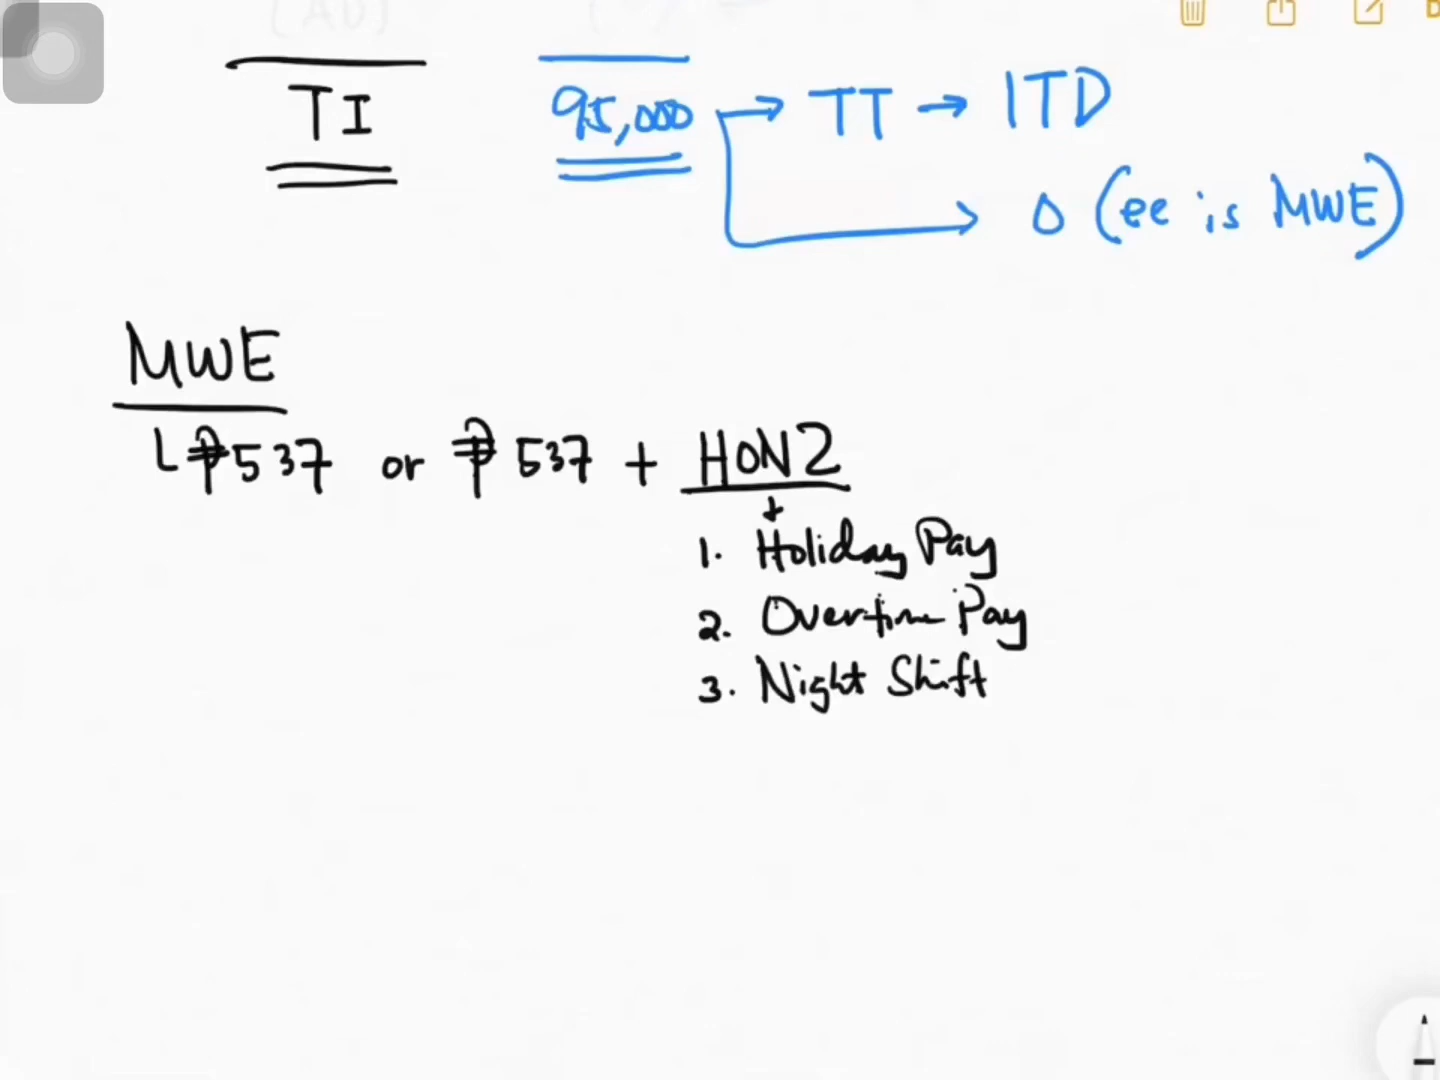 TI 95,000 → TT → ITD
0 (ee is MWE)
MWE
₱537 or ₱537 + HON2
1. Holiday Pay
2. Overtime Pay
3. Night Shift